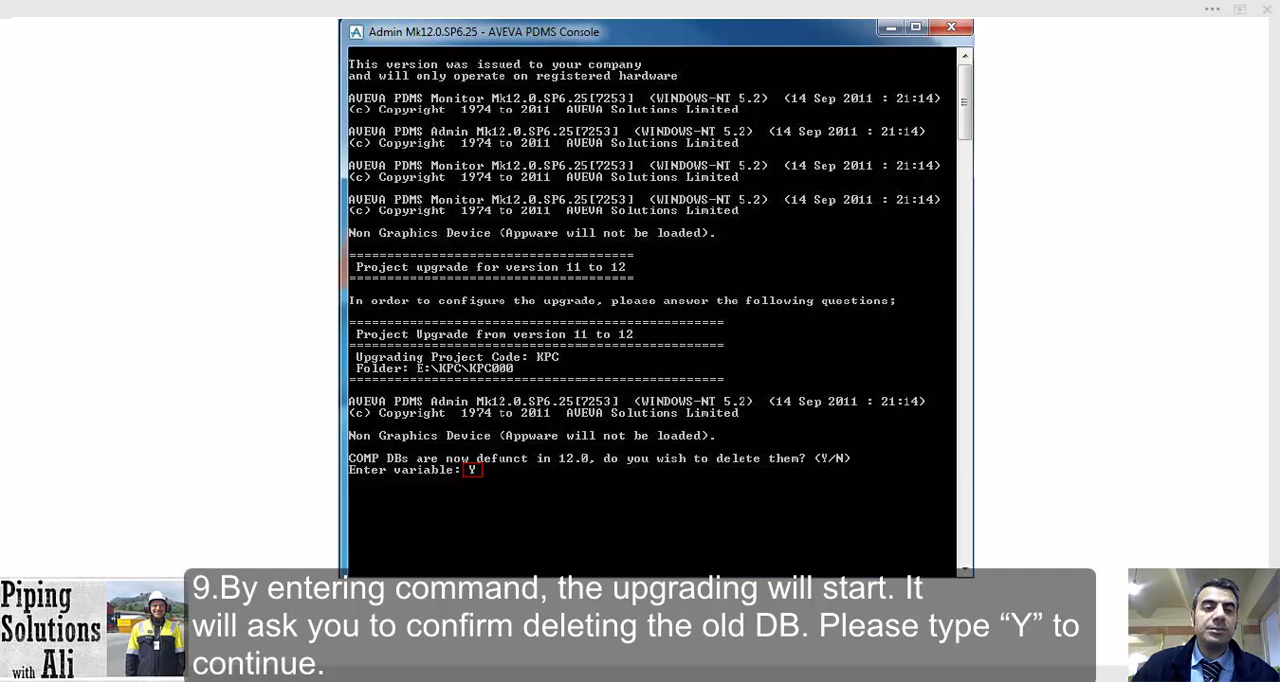 Admin Mk12.0.SP6.25 - AVEVA PDMS Console
This version was issued to your company
and will only operate on registered hardware
AVEVA PDMS Monitor Mk12.0.SP6.25[7253]  (WINDOWS-NT 5.2)  (14 Sep 2011 : 21:14)
(c) Copyright  1974 to 2011  AVEVA Solutions Limited
AVEVA PDMS Admin Mk12.0.SP6.25[7253]  (WINDOWS-NT 5.2)  (14 Sep 2011 : 21:14)
(c) Copyright  1974 to 2011  AVEVA Solutions Limited
AVEVA PDMS Monitor Mk12.0.SP6.25[7253]  (WINDOWS-NT 5.2)  (14 Sep 2011 : 21:14)
(c) Copyright  1974 to 2011  AVEVA Solutions Limited
AVEVA PDMS Monitor Mk12.0.SP6.25[7253]  (WINDOWS-NT 5.2)  (14 Sep 2011 : 21:14)
(c) Copyright  1974 to 2011  AVEVA Solutions Limited
Non Graphics Device (Appware will not be loaded).
======================================
Project upgrade for version 11 to 12
======================================
In order to configure the upgrade, please answer the following questions;
==================================================
Project Upgrade from version 11 to 12
==================================================
Upgrading Project Code: KPC
Folder: E:\KPC\KPC000
==================================================
AVEVA PDMS Admin Mk12.0.SP6.25[7253]  (WINDOWS-NT 5.2)  (14 Sep 2011 : 21:14)
(c) Copyright  1974 to 2011  AVEVA Solutions Limited
Non Graphics Device (Appware will not be loaded).
COMP DBs are now defunct in 12.0, do you wish to delete them? (Y/N)
Enter variable: Y
9.By entering command, the upgrading will start. It
will ask you to confirm deleting the old DB. Please type “Y” to
continue.
Piping
Solutions
with Ali